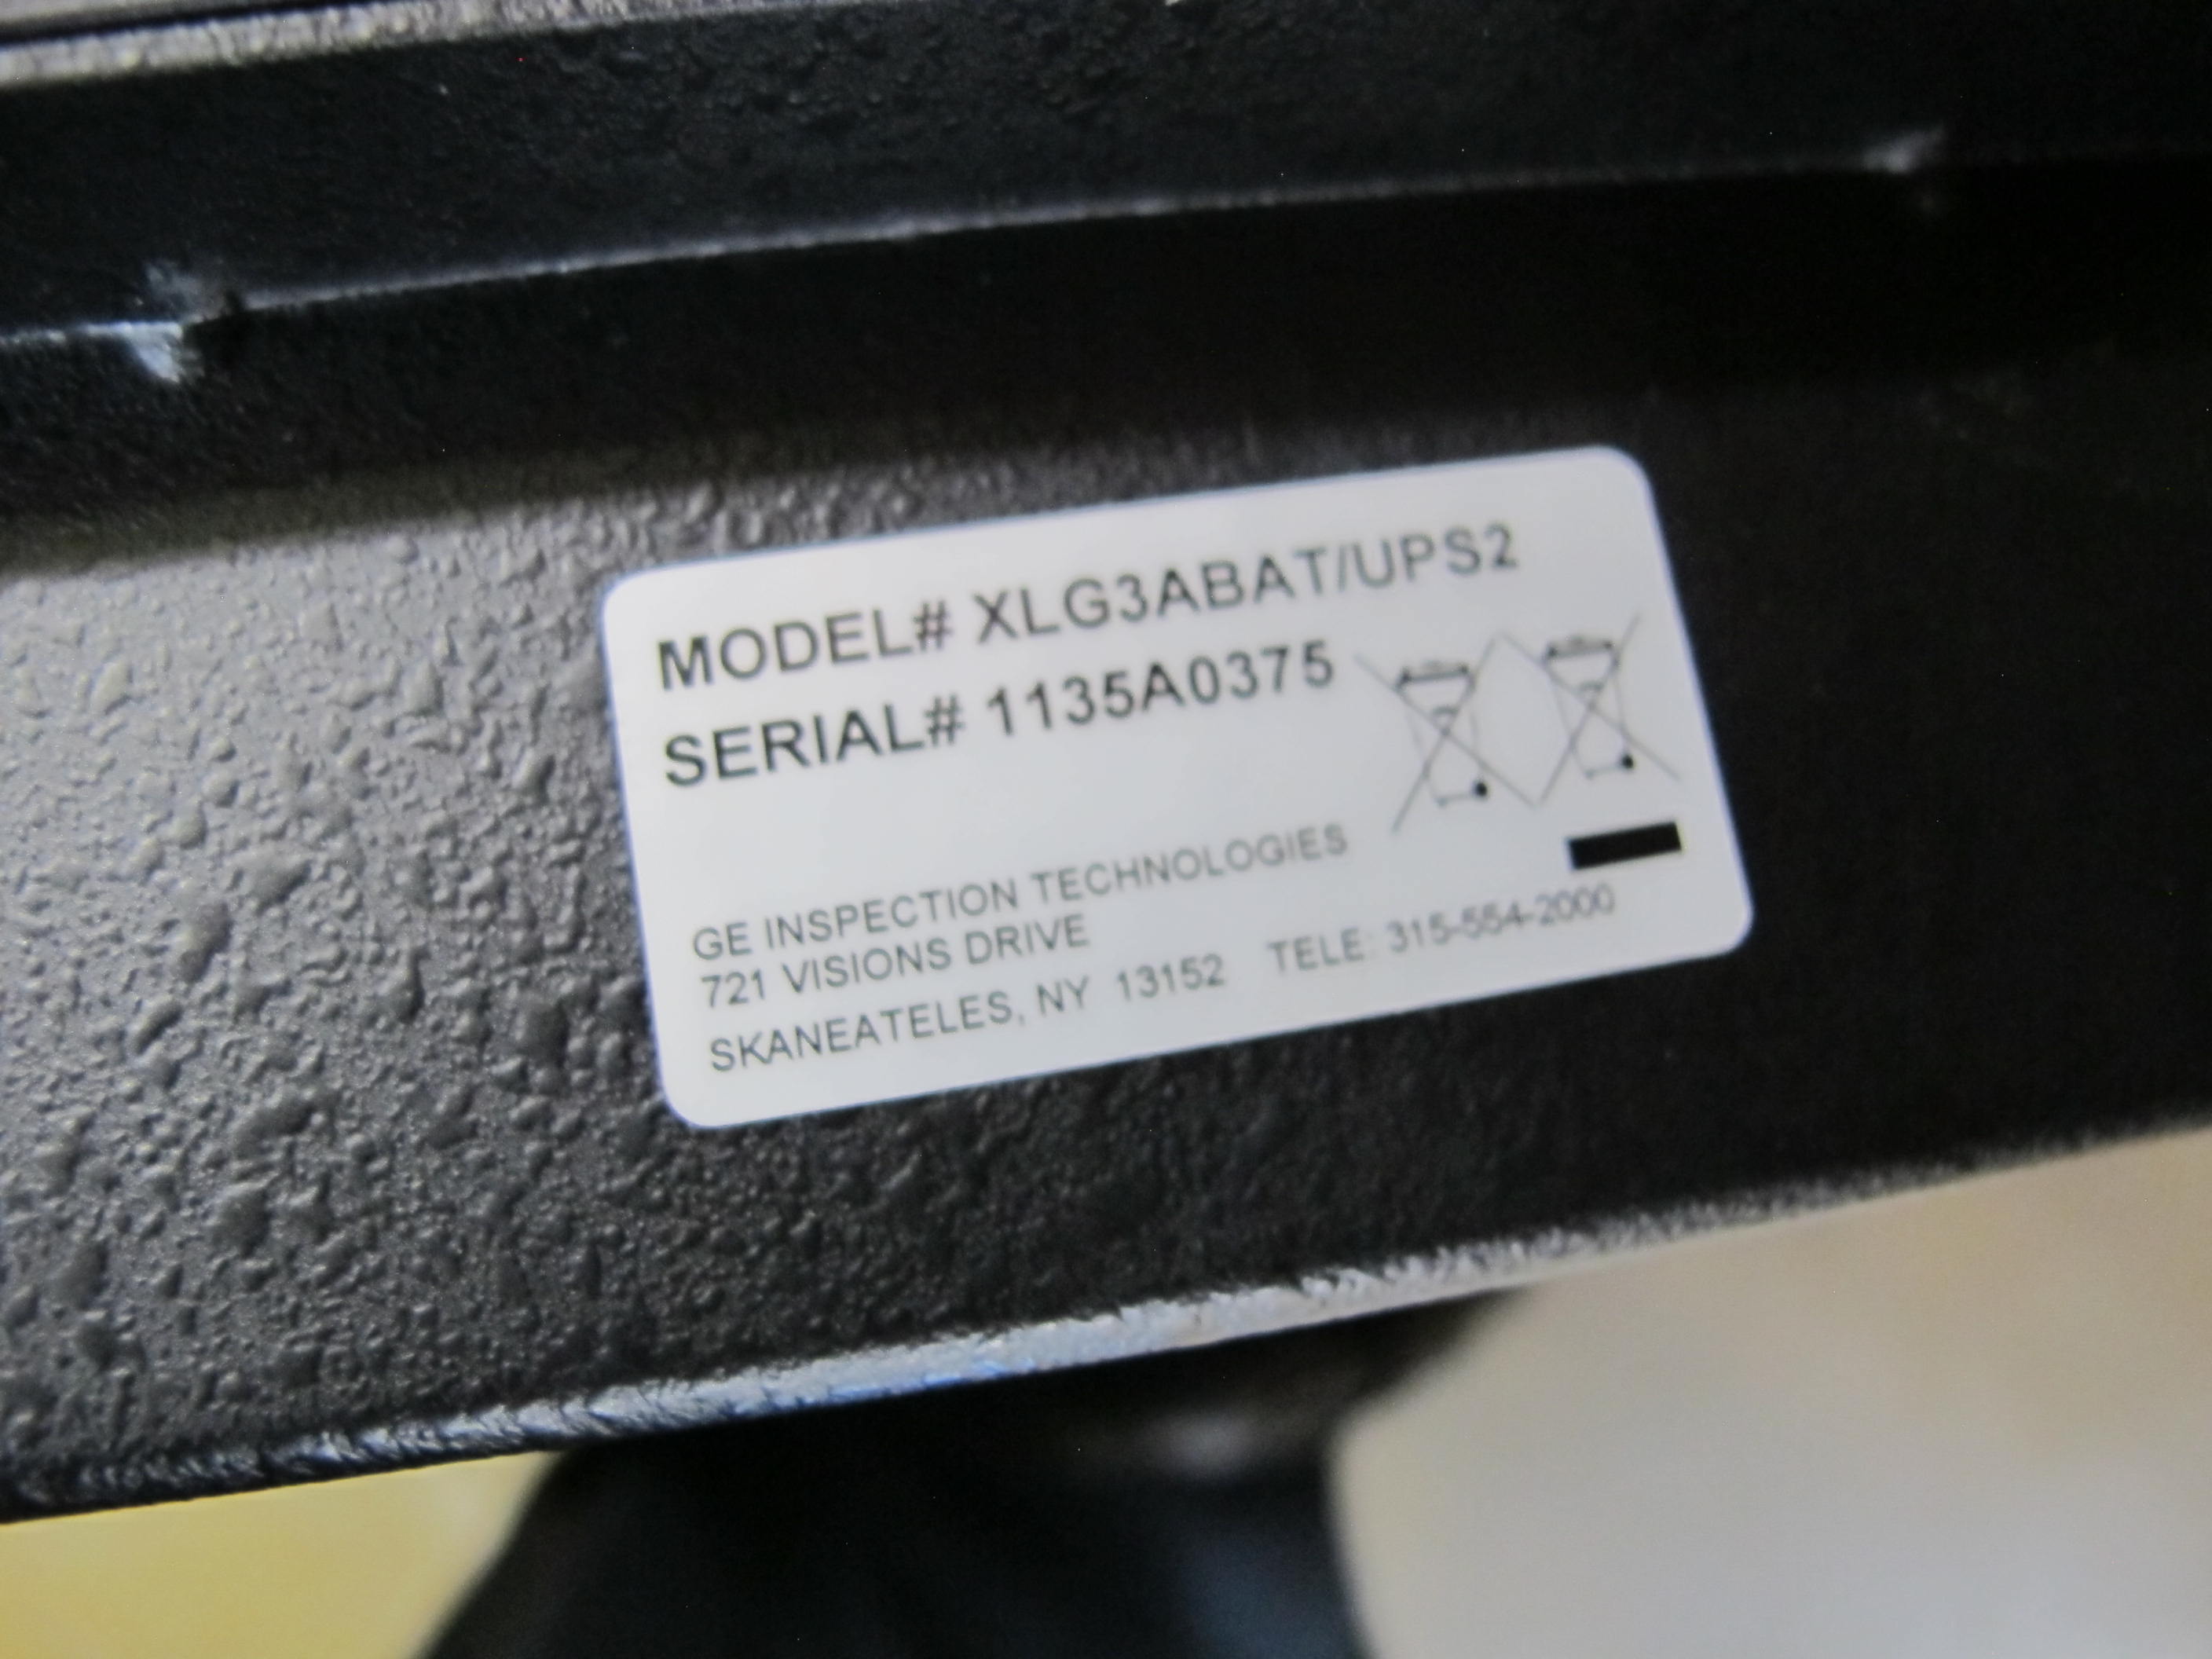 MODEL# XLG3ABAT/UPS2
SERIAL# 1135A0375
GE INSPECTION TECHNOLOGIES
721 VISIONS DRIVE
SKANEATELES, NY 13152 TELE: 315-554-2000